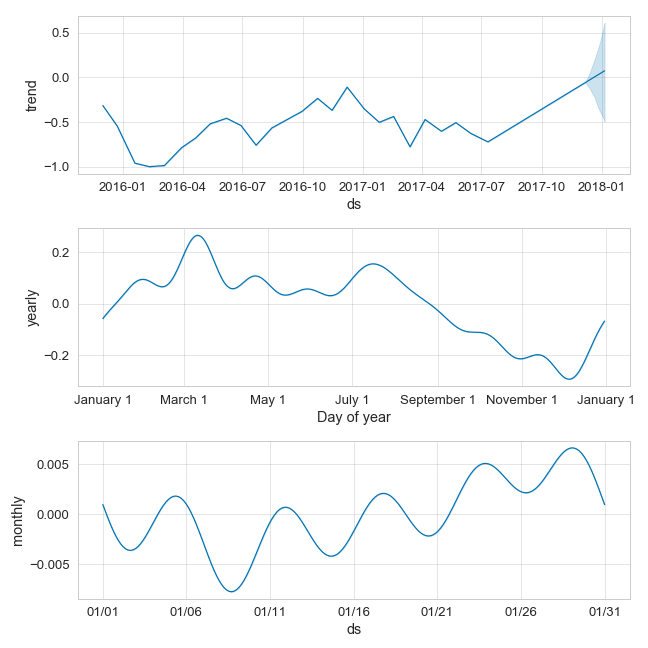 trend
0.5
0.0
−0.5
−1.0
2016-01 2016-04 2016-07 2016-10 2017-01 2017-04 2017-07 2017-10 2018-01
ds
yearly
0.2
0.0
−0.2
January 1 March 1 May 1 July 1 September 1 November 1 January 1
Day of year
monthly
0.005
0.000
−0.005
01/01 01/06 01/11 01/16 01/21 01/26 01/31
ds